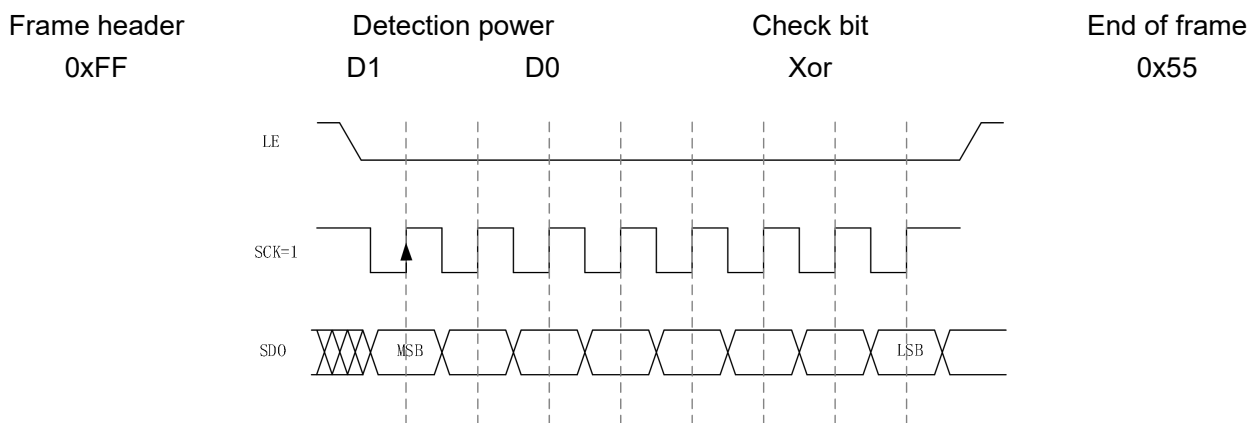 Frame header Detection power Check bit End of frame
0xFF D1 D0 Xor 0x55
LE
SCK=1
SDO MSB LSB